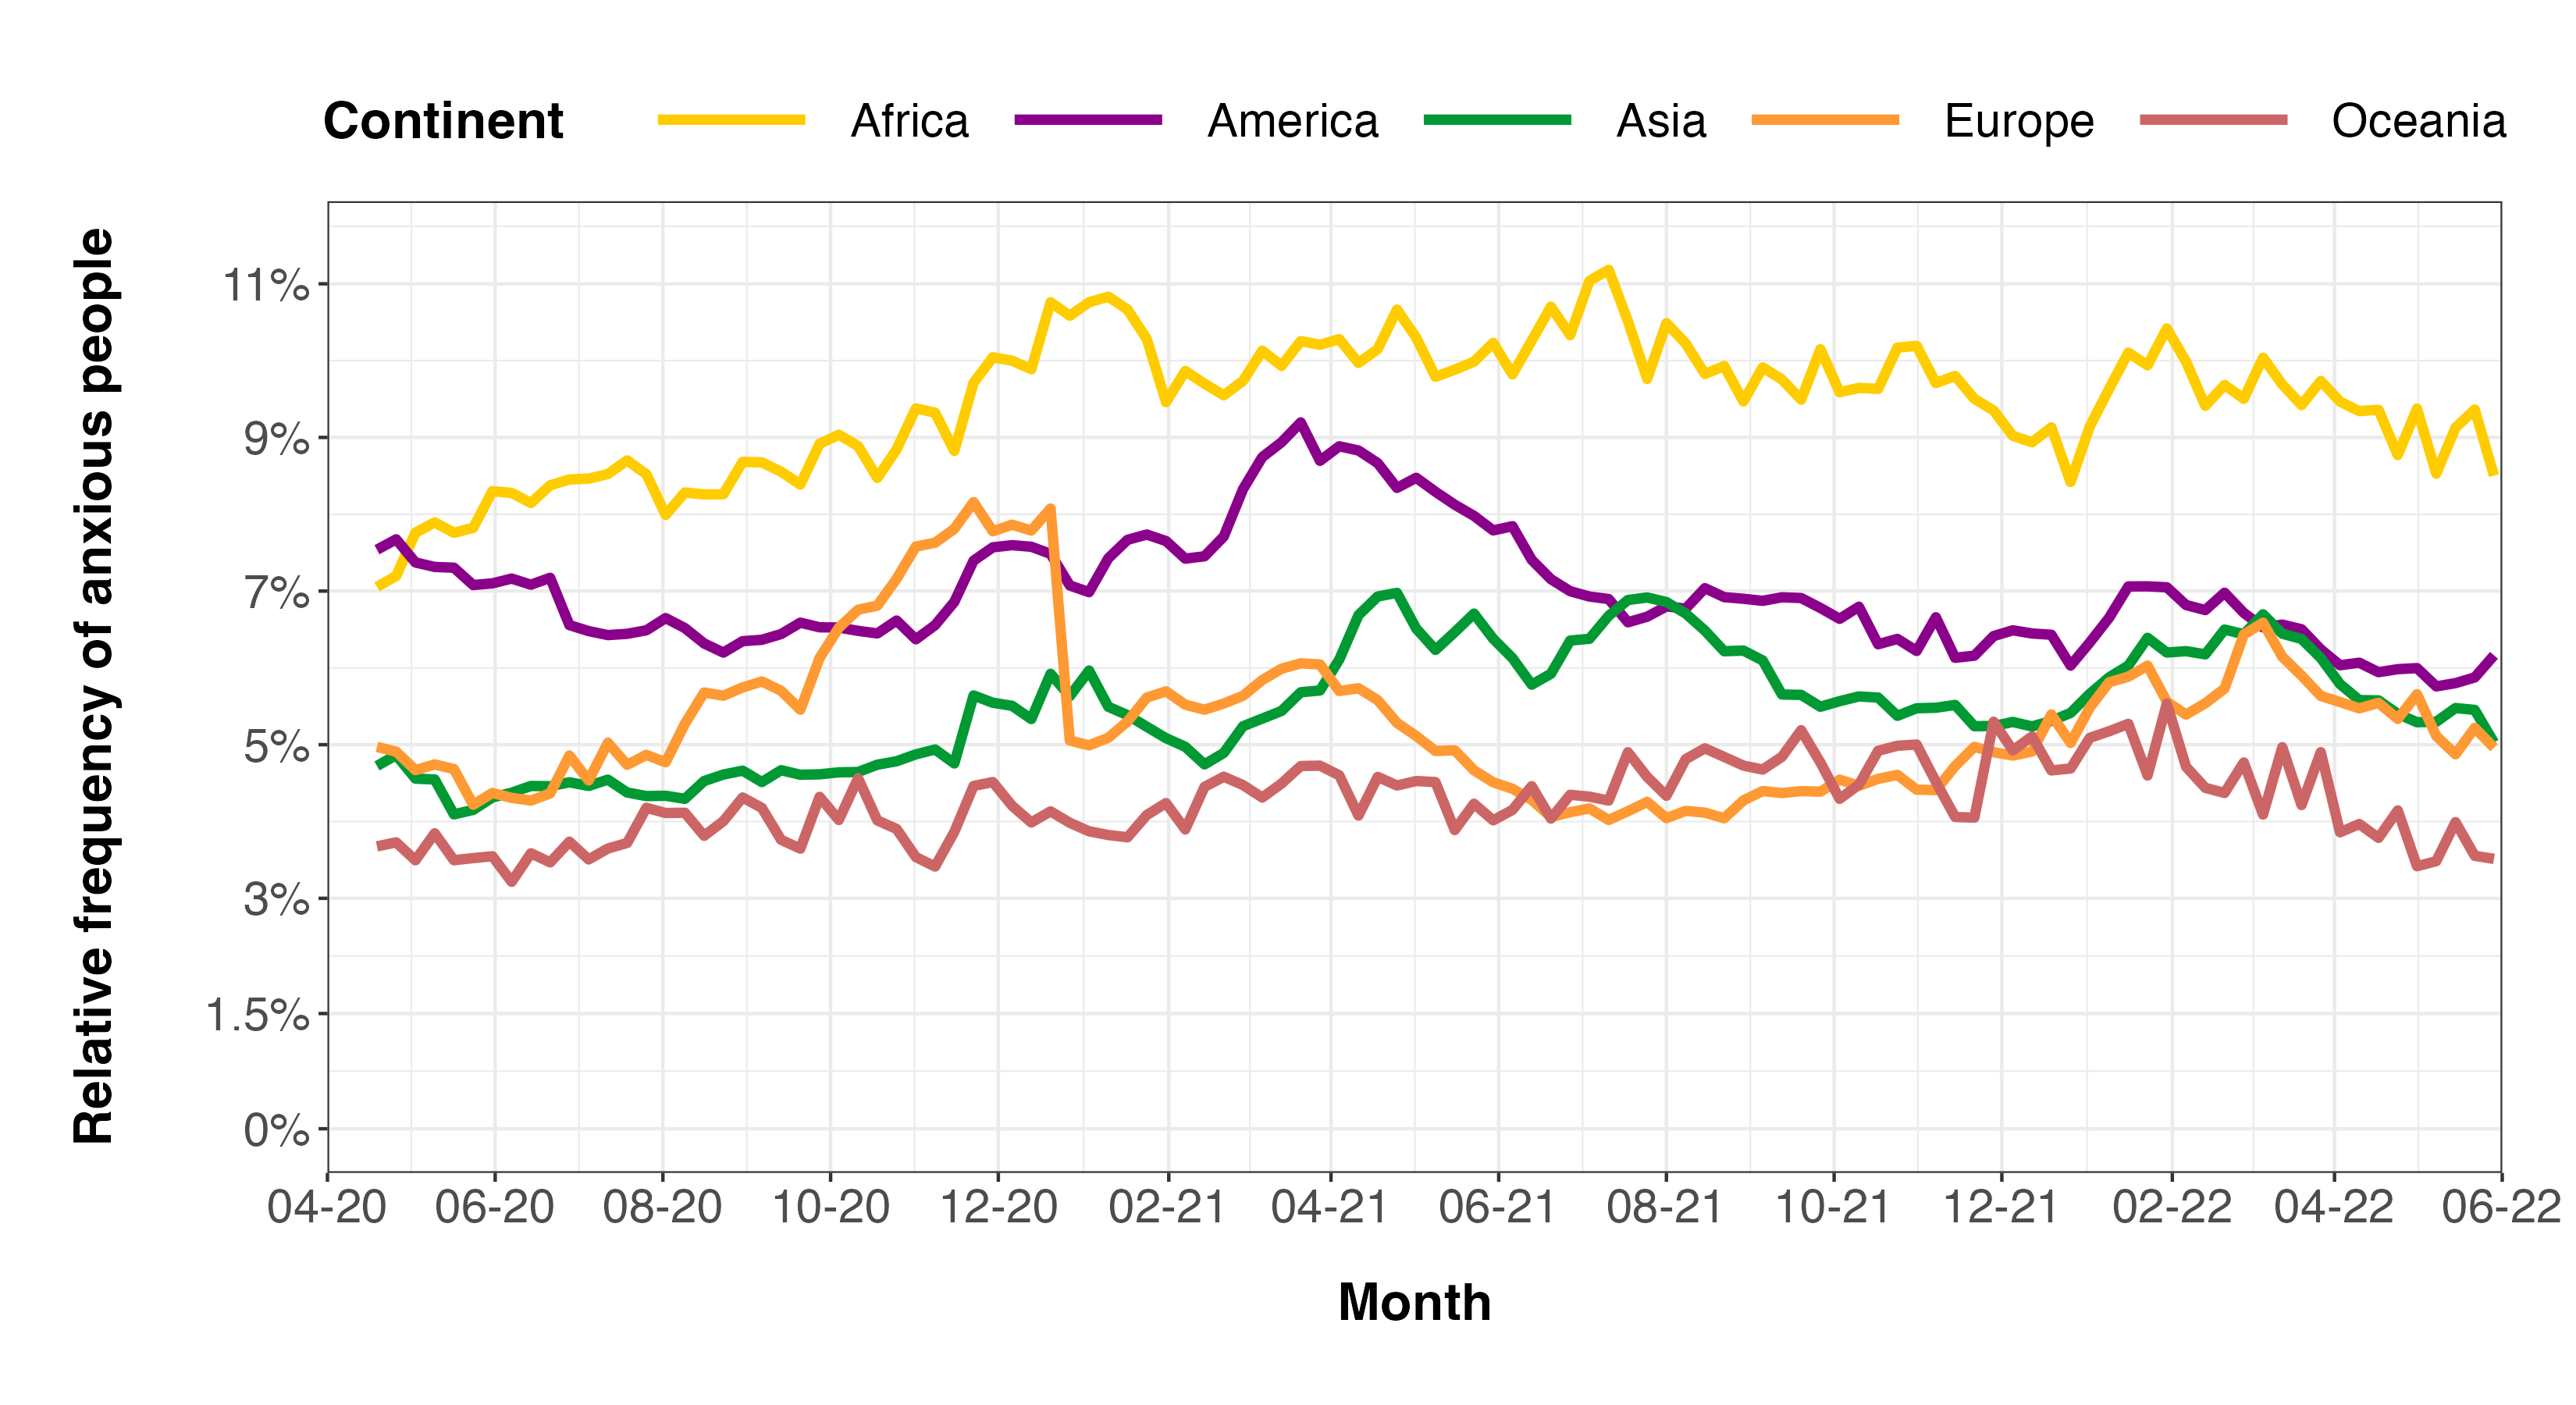 Continent Africa America Asia Europe Oceania
Relative frequency of anxious people
11%
9%
7%
5%
3%
1.5%
0%
04-20 06-20 08-20 10-20 12-20 02-21 04-21 06-21 08-21 10-21 12-21 02-22 04-22 06-22
Month